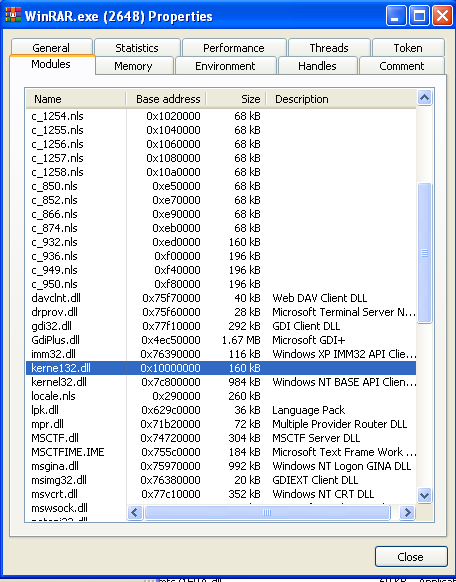 WinRAR.exe (2648) Properties
General Statistics Performance Threads Token
Modules Memory Environment Handles Comment
Name Base address Size Description
c_1254.nls 0x1020000 68 kB
c_1255.nls 0x1040000 68 kB
c_1256.nls 0x1060000 68 kB
c_1257.nls 0x1080000 68 kB
c_1258.nls 0x10a0000 68 kB
c_850.nls 0xe50000 68 kB
c_852.nls 0xe70000 68 kB
c_866.nls 0xe90000 68 kB
c_874.nls 0xeb0000 68 kB
c_932.nls 0xed0000 160 kB
c_936.nls 0xf00000 196 kB
c_949.nls 0xf40000 196 kB
c_950.nls 0xf80000 196 kB
davclnt.dll 0x75f70000 40 kB Web DAV Client DLL
drprov.dll 0x75f60000 28 kB Microsoft Terminal Server N...
gdi32.dll 0x77f10000 292 kB GDI Client DLL
GdiPlus.dll 0x4ec50000 1.67 MB Microsoft GDI+
imm32.dll 0x76390000 116 kB Windows XP IMM32 API Clie...
kerne132.dll 0x10000000 160 kB
kernel32.dll 0x7c800000 984 kB Windows NT BASE API Clien...
locale.nls 0x290000 260 kB
lpk.dll 0x629c0000 36 kB Language Pack
mpr.dll 0x71b20000 72 kB Multiple Provider Router DLL
MSCTF.dll 0x74720000 304 kB MSCTF Server DLL
MSCTFIME.IME 0x755c0000 184 kB Microsoft Text Frame Work ...
msgina.dll 0x75970000 992 kB Windows NT Logon GINA DLL
msimg32.dll 0x76380000 20 kB GDIEXT Client DLL
msvcrt.dll 0x77c10000 352 kB Windows NT CRT DLL
mswsock.dll
Close